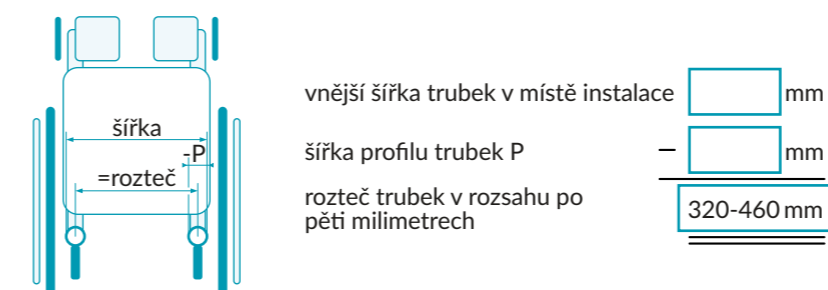 šířka
-P
=rozteč
vnější šířka trubek v místě instalace mm
šířka profilu trubek P – mm
rozteč trubek v rozsahu po
pěti milimetrech
320-460 mm